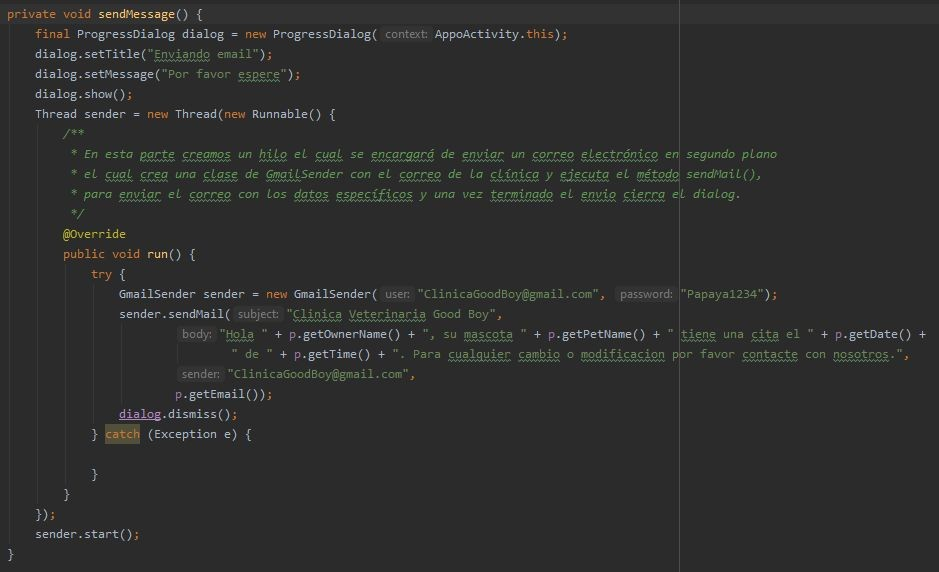 private void sendMessage() {
final ProgressDialog dialog = new ProgressDialog( context: AppoActivity.this);
dialog.setTitle("Enviando email");
dialog.setMessage("Por favor espere");
dialog.show();
Thread sender = new Thread(new Runnable() {
/**
* En esta parte creamos un hilo el cual se encargará de enviar un correo electrónico en segundo plano
* el cual crea una clase de GmailSender con el correo de la clínica y ejecuta el método sendMail(),
* para enviar el correo con los datos específicos y una vez terminado el envio cierra el dialog.
*/
@Override
public void run() {
try {
GmailSender sender = new GmailSender( user: "ClinicaGoodBoy@gmail.com", password: "Papaya1234");
sender.sendMail( subject: "Clinica Veterinaria Good Boy",
body: "Hola " + p.getOwnerName() + ", su mascota " + p.getPetName() + " tiene una cita el " + p.getDate() +
" de " + p.getTime() + ". Para cualquier cambio o modificacion por favor contacte con nosotros.",
sender: "ClinicaGoodBoy@gmail.com",
p.getEmail());
dialog.dismiss();
} catch (Exception e) {
}
}
});
sender.start();
}